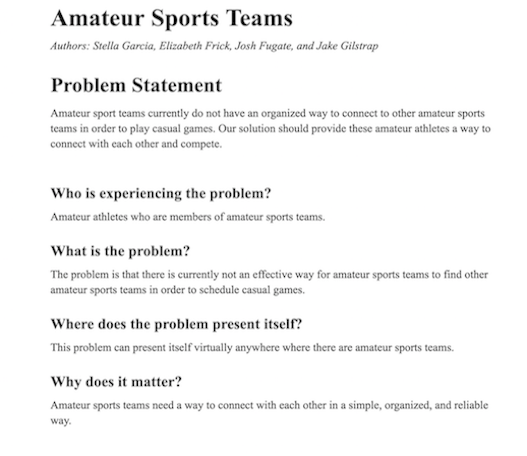 Amateur Sports Teams
Authors: Stella Garcia, Elizabeth Frick, Josh Fugate, and Jake Gilstrap
Problem Statement
Amateur sport teams currently do not have an organized way to connect to other amateur sports
teams in order to play casual games. Our solution should provide these amateur athletes a way to
connect with each other and compete.
Who is experiencing the problem?
Amateur athletes who are members of amateur sports teams.
What is the problem?
The problem is that there is currently not an effective way for amateur sports teams to find other
amateur sports teams in order to schedule casual games.
Where does the problem present itself?
This problem can present itself virtually anywhere where there are amateur sports teams.
Why does it matter?
Amateur sports teams need a way to connect with each other in a simple, organized, and reliable
way.